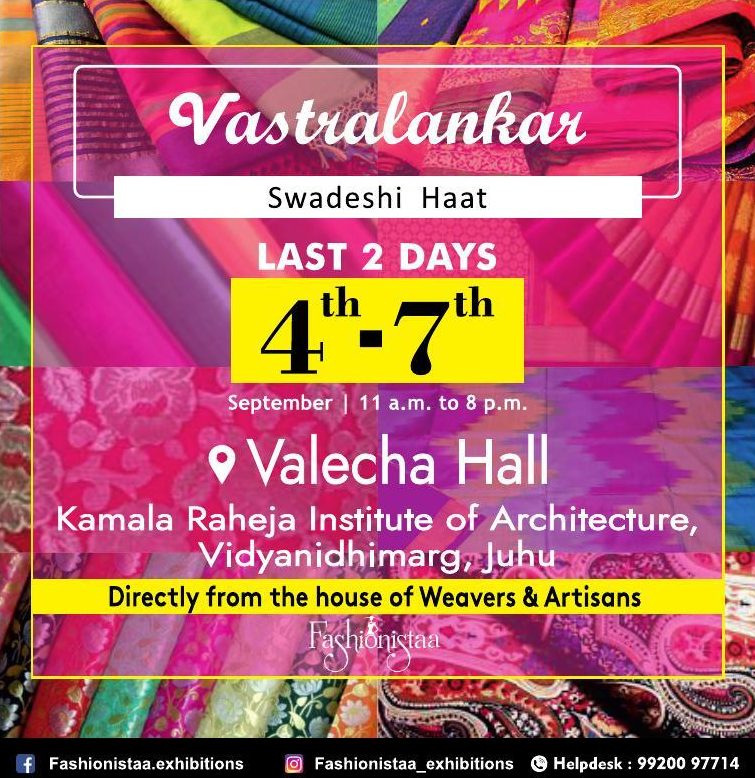 Vastralankar
Swadeshi Haat
LAST 2 DAYS
4th-7th
September | 11 a.m. to 8 p.m.
Valecha Hall
Kamala Raheja Institute of Architecture,
Vidyanidhimarg, Juhu
Directly from the house of Weavers & Artisans
Fashionistaa
Fashionistaa.exhibitions Fashionistaa_exhibitions Helpdesk : 99200 97714